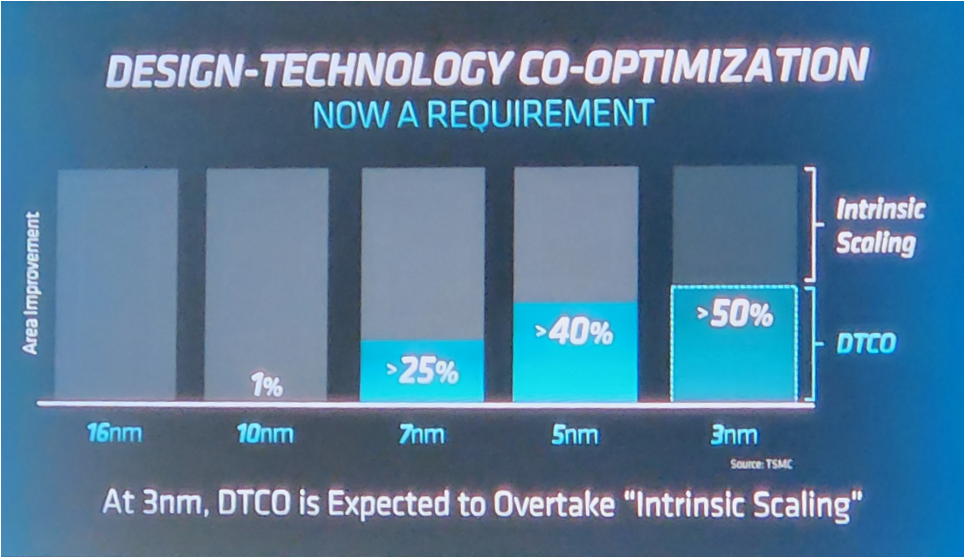 DESIGN-TECHNOLOGY CO-OPTIMIZATION
NOW A REQUIREMENT
Area Improvement
Intrinsic
Scaling
DTCO
1%
>25%
>40%
>50%
16nm
10nm
7nm
5nm
3nm
Source: TSMC
At 3nm, DTCO is Expected to Overtake "Intrinsic Scaling"